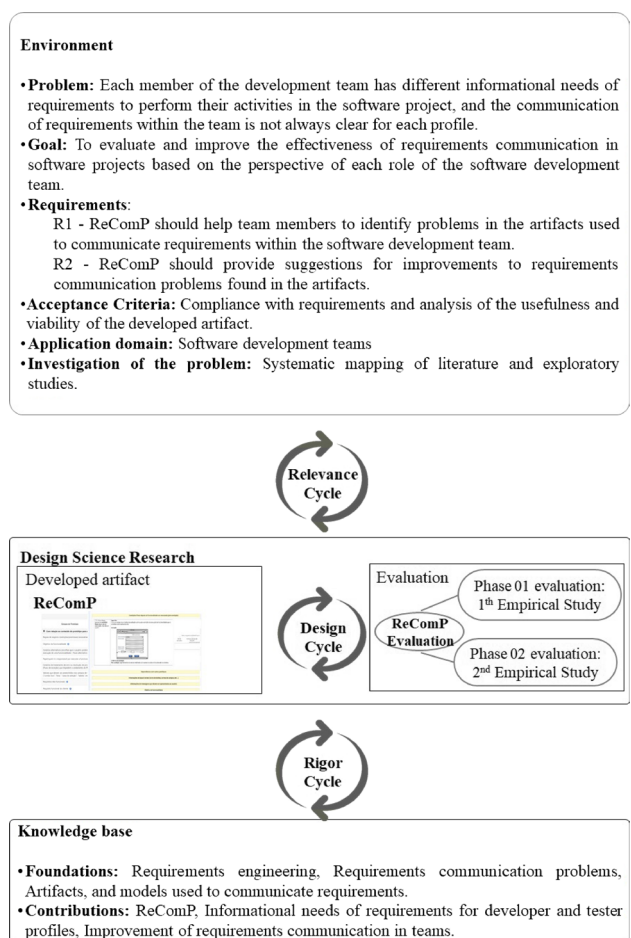 Environment
•Problem: Each member of the development team has different informational needs of
requirements to perform their activities in the software project, and the communication
of requirements within the team is not always clear for each profile.
•Goal: To evaluate and improve the effectiveness of requirements communication in
software projects based on the perspective of each role of the software development
team.
•Requirements:
R1 - ReComP should help team members to identify problems in the artifacts used
to communicate requirements within the software development team.
R2 - ReComP should provide suggestions for improvements to requirements
communication problems found in the artifacts.
•Acceptance Criteria: Compliance with requirements and analysis of the usefulness and
viability of the developed artifact.
•Application domain: Software development teams
•Investigation of the problem: Systematic mapping of literature and exploratory
studies.
Relevance
Cycle
Design Science Research
Developed artifact
ReComP
Design
Cycle
Evaluation
ReComP
Evaluation
Phase 01 evaluation:
1th Empirical Study
Phase 02 evaluation:
2nd Empirical Study
Rigor
Cycle
Knowledge base
•Foundations: Requirements engineering, Requirements communication problems,
Artifacts, and models used to communicate requirements.
•Contributions: ReComP, Informational needs of requirements for developer and tester
profiles, Improvement of requirements communication in teams.